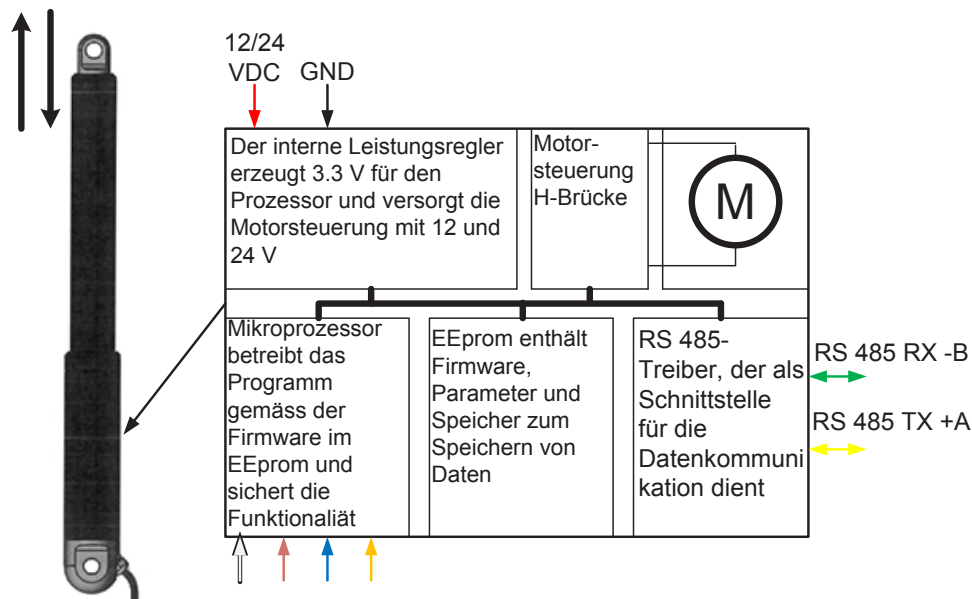 12/24
VDC GND
Der interne Leistungsregler
erzeugt 3.3 V für den
Prozessor und versorgt die
Motorsteuerung mit 12 und
24 V
Motor-
steuerung
H-Brücke
M
Mikroprozessor
betreibt das
Programm
gemäss der
Firmware im
EEprom und
sichert die
Funktionaliät
EEprom enthält
Firmware,
Parameter und
Speicher zum
Speichern von
Daten
RS 485-
Treiber, der als
Schnittstelle
für die
Datenkommuni
kation dient
RS 485 RX -B
RS 485 TX +A